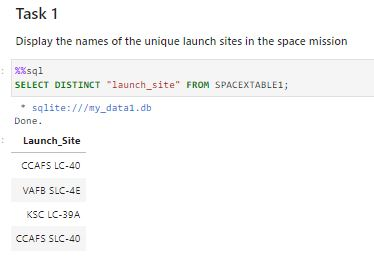 Task 1
Display the names of the unique launch sites in the space mission
%%sql
SELECT DISTINCT "launch_site" FROM SPACEXTABLE1;
* sqlite:///my_data1.db
Done.
Launch_Site
CCAFS LC-40
VAFB SLC-4E
KSC LC-39A
CCAFS SLC-40